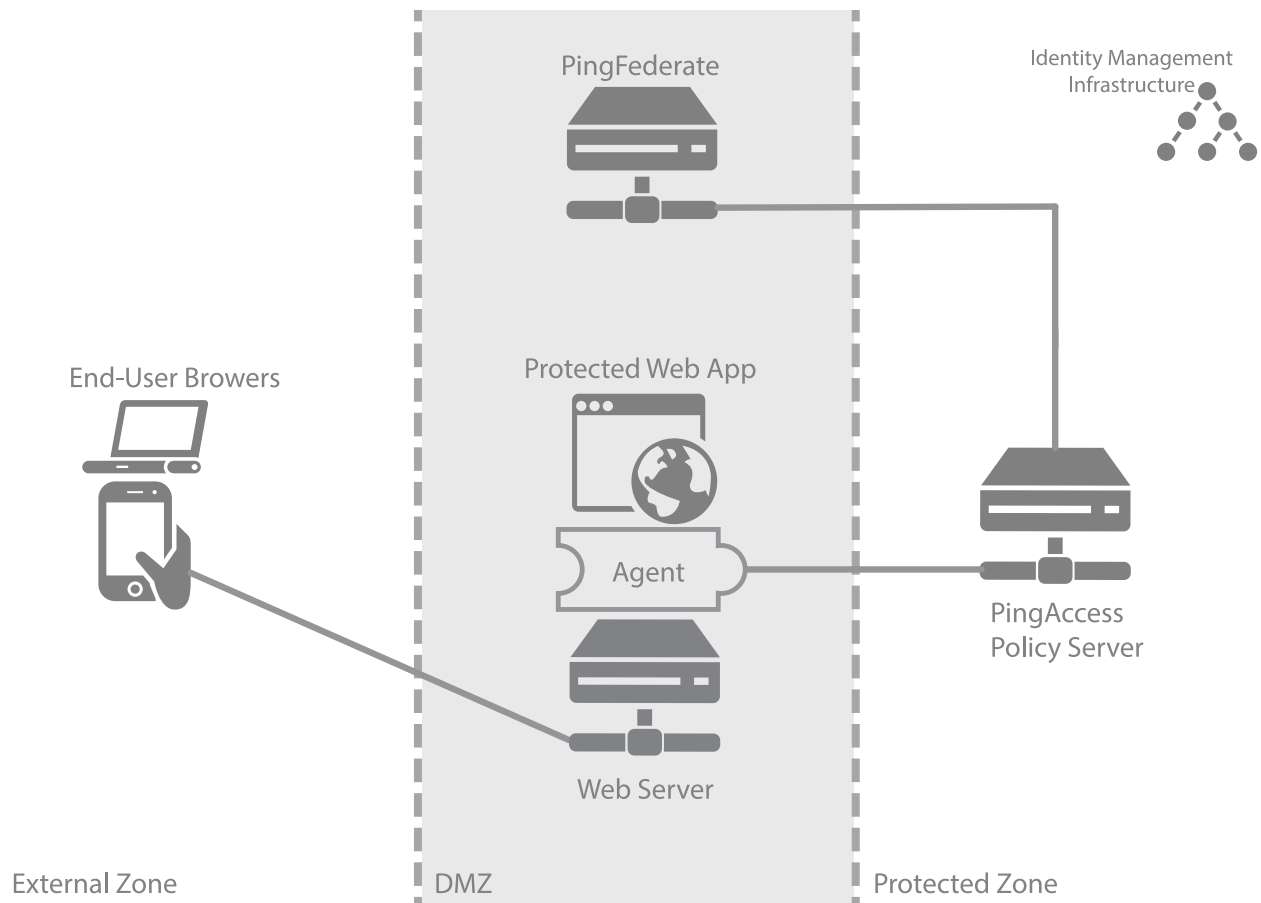 PingFederate
Identity Management
Infrastructure
End-User Browers
Protected Web App
Agent
PingAccess
Policy Server
Web Server
External Zone
DMZ
Protected Zone